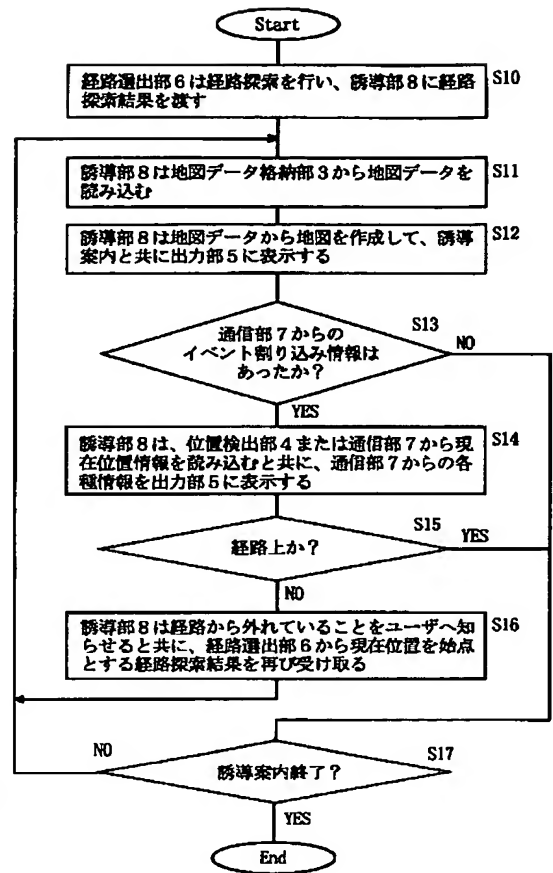 Start
経路選出部6は経路探索を行い、誘導部8に経路
探索結果を渡す
S10
誘導部8は地図データ格納部3から地図データを
読み込む
S11
誘導部8は地図データから地図を作成して、誘導
案内と共に出力部5に表示する
S12
通信部7からの
イベント割り込み情報は
あったか?
S13
NO
YES
誘導部8は、位置検出部4または通信部7から現
在位置情報を読み込むと共に、通信部7からの各
種情報を出力部5に表示する
S14
経路上か?
S15
YES
NO
誘導部8は経路から外れていることをユーザへ知
らせると共に、経路選出部6から現在位置を始点
とする経路探索結果を再び受け取る
S16
NO
誘導案内終了?
S17
YES
End